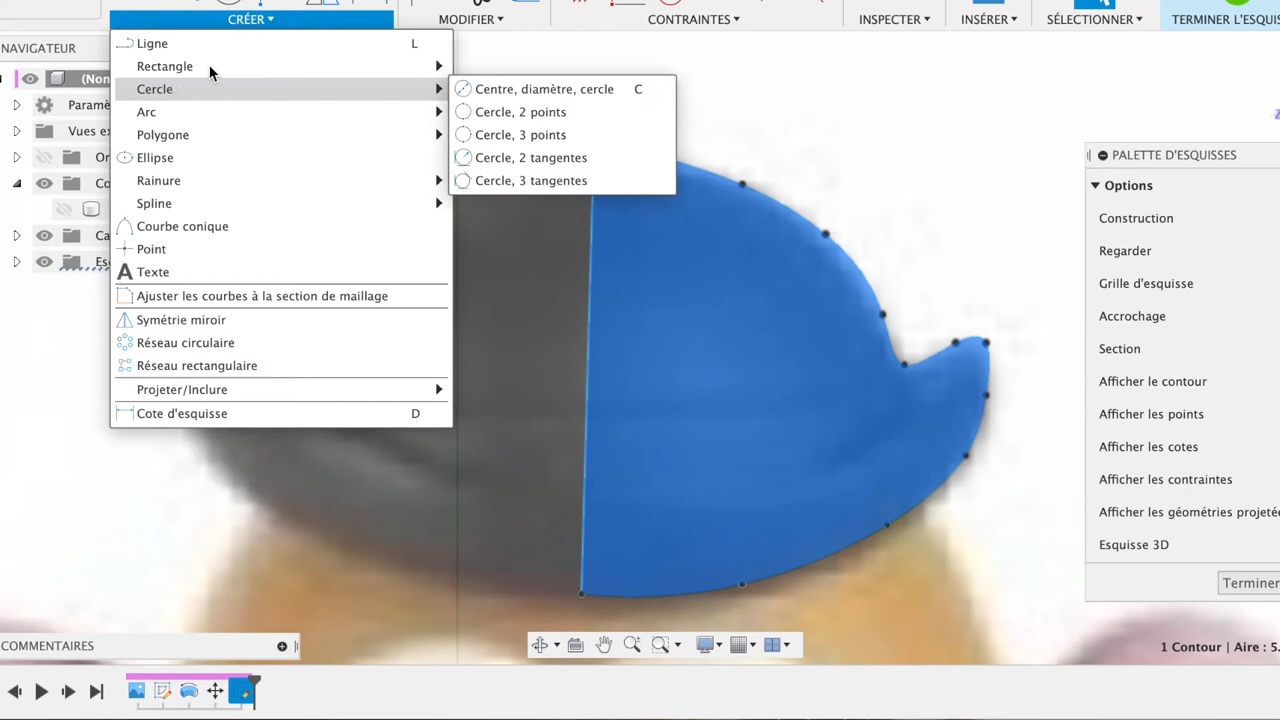 CRÉER
MODIFIER
CONTRAINTES
INSPECTER
INSÉRER
SÉLECTIONNER
TERMINER L'ESQUIS
NAVIGATEUR
(Non
Paramè
Vues ex
Or
Co
Ca
Es
Ligne L
Rectangle
Cercle
Arc
Polygone
Ellipse
Rainure
Spline
Courbe conique
Point
Texte
Ajuster les courbes à la section de maillage
Symétrie miroir
Réseau circulaire
Réseau rectangulaire
Projeter/Inclure
Cote d'esquisse D
Centre, diamètre, cercle C
Cercle, 2 points
Cercle, 3 points
Cercle, 2 tangentes
Cercle, 3 tangentes
PALETTE D'ESQUISSES
Options
Construction
Regarder
Grille d'esquisse
Accrochage
Section
Afficher le contour
Afficher les points
Afficher les cotes
Afficher les contraintes
Afficher les géométries projetée
Esquisse 3D
Terminer
COMMENTAIRES
1 Contour | Aire : 5.